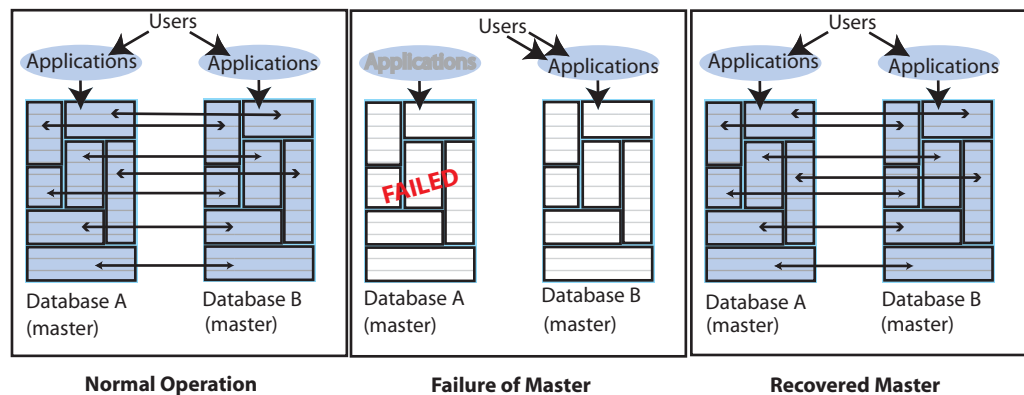 Users
Applications
Applications
Database A
(master)
Database B
(master)
Normal Operation
Users
Applications
Applications
FAILED
Database A
(master)
Database B
(master)
Failure of Master
Users
Applications
Applications
Database A
(master)
Database B
(master)
Recovered Master